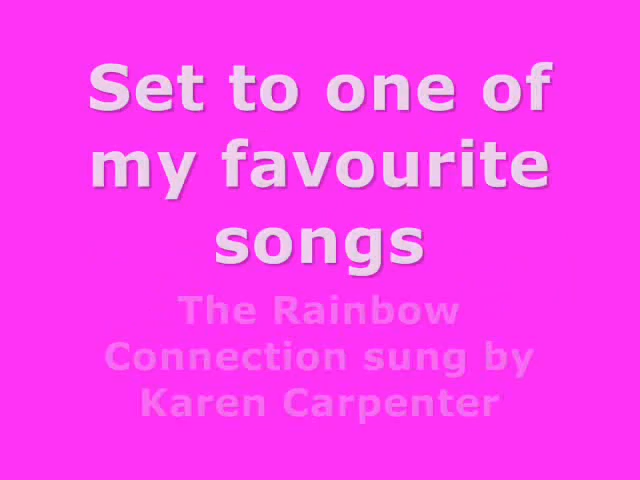 Set to one of
my favourite
songs
The Rainbow
Connection sung by
Karen Carpenter